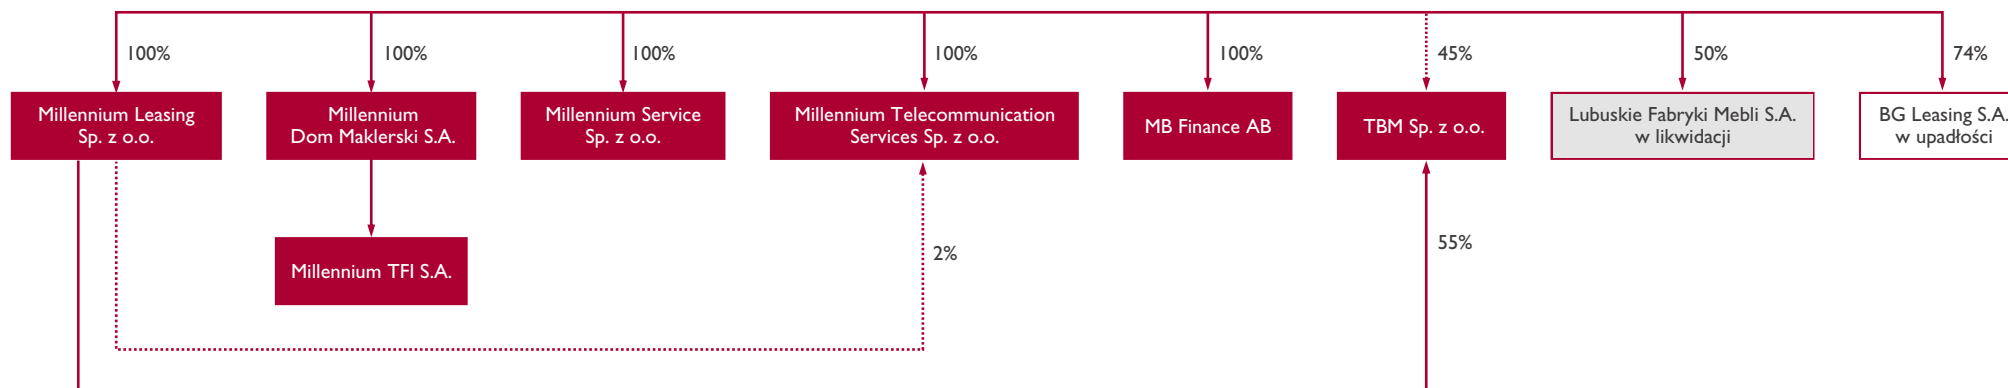 100%
100%
100%
100%
100%
45%
50%
74%
Millennium Leasing
Sp. z o.o.
Millennium
Dom Maklerski S.A.
Millennium Service
Sp. z o.o.
Millennium Telecommunication
Services Sp. z o.o.
MB Finance AB
TBM Sp. z o.o.
Lubuskie Fabryki Mebli S.A.
w likwidacji
BG Leasing S.A.
w upadłości
Millennium TFI S.A.
2%
55%